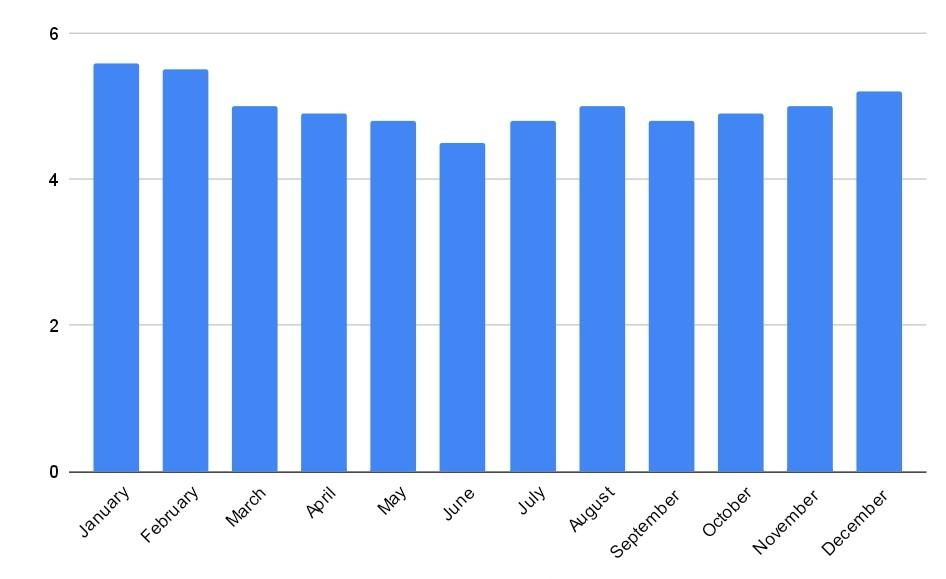 6
4
2
0
January
February
March
April
May
June
July
August
September
October
November
December